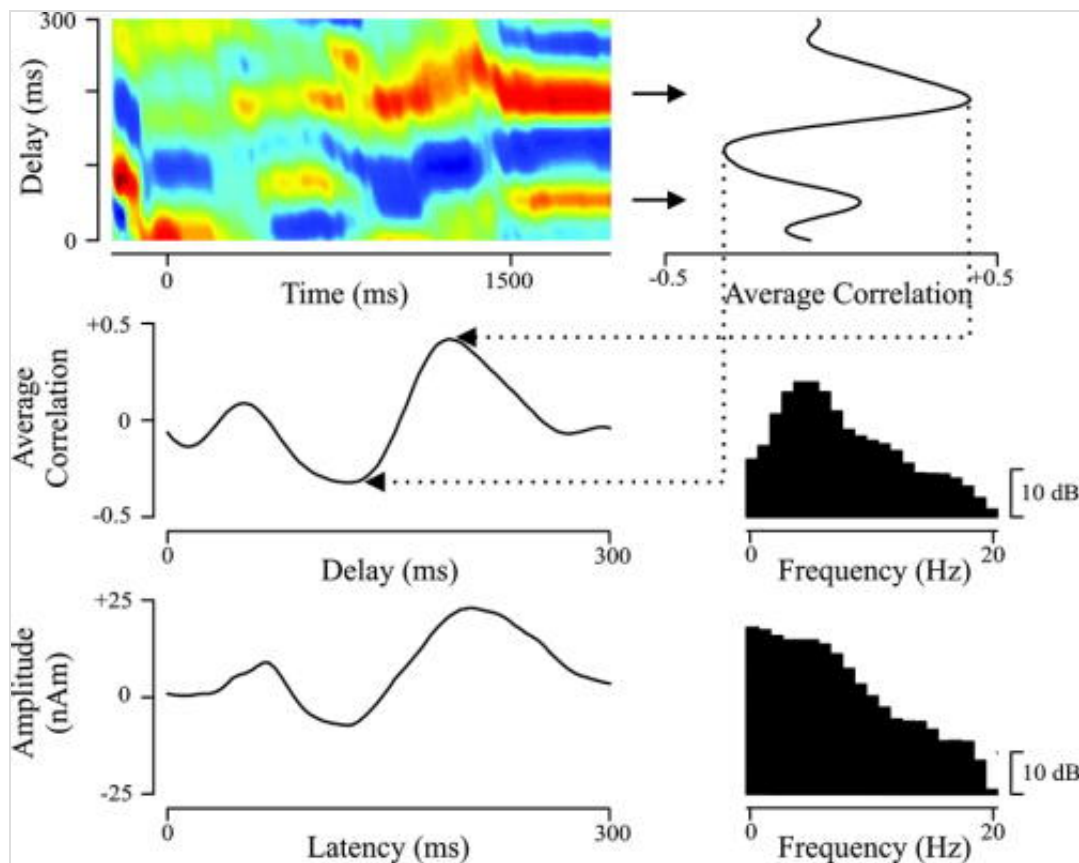 300
Delay (ms)
0
0
1500
Time (ms)
-0.5
+0.5
Average Correlation
+0.5
Average
Correlation
0
-0.5
0
300
Delay (ms)
10 dB
0
20
Frequency (Hz)
+25
Amplitude
(nAm)
0
-25
0
300
Latency (ms)
10 dB
0
20
Frequency (Hz)